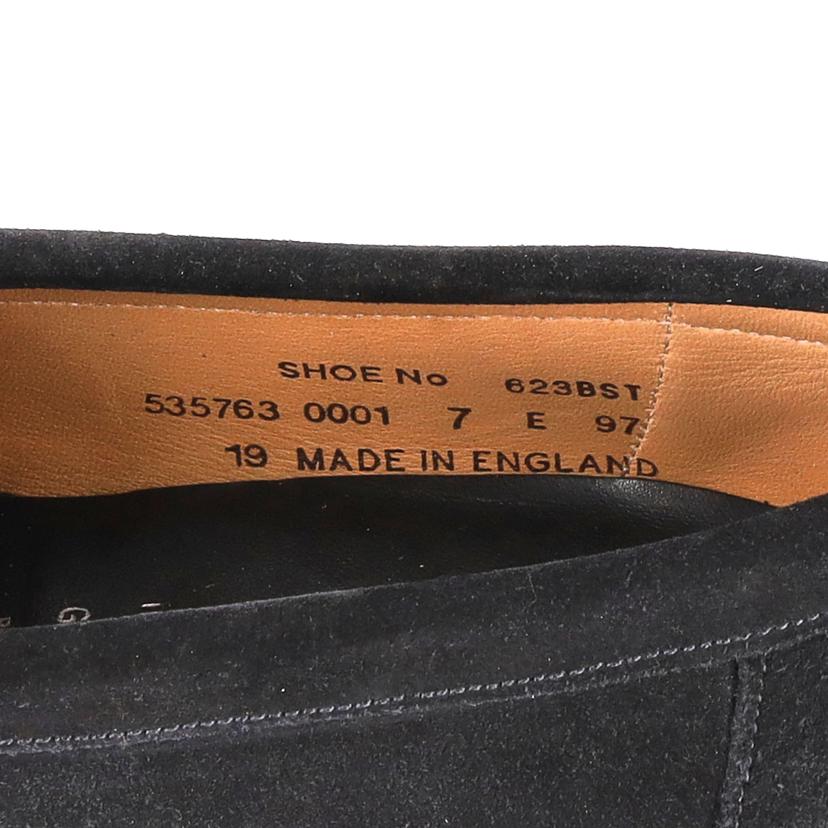 SHOE No 623BST
535763 0001 7 E 97
19 MADE IN ENGLAND
G